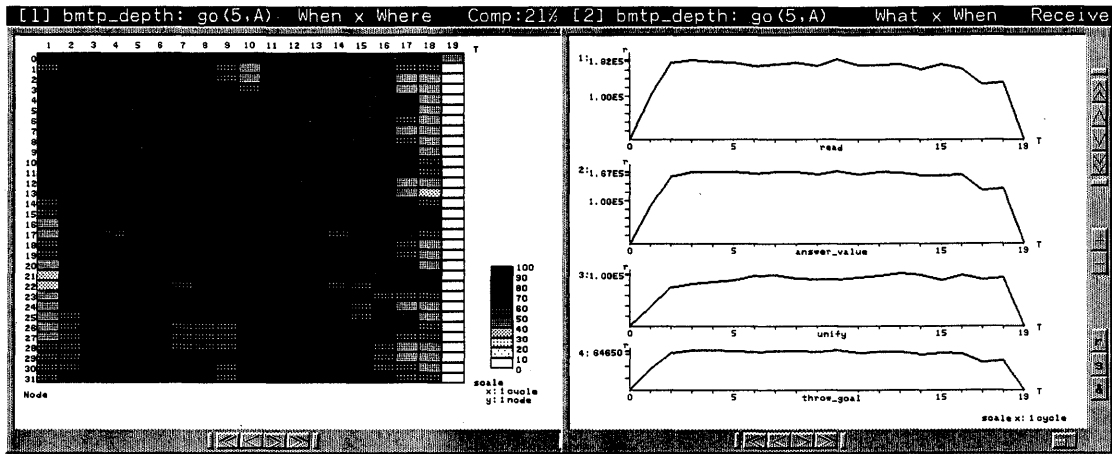 [1] bmtp_depth: go(5,A) When x Where Comp:21%
1 2 3 4 5 6 7 8 9 10 11 12 13 14 15 16 17 18 19 T
0
1
2
3
4
5
6
7
8
9
10
11
12
13
14
15
16
17
18
19
20
21
22
23
24
25
26
27
28
29
30
31
Node
100
90
80
70
60
50
40
30
20
10
0
scale
x: 1 cycle
y: 1 node
[2] bmtp_depth: go(5,A) What x When Receive
r
1: 1.82E5
1.00E5
0 5 15 19 T
read
r
2: 1.67E5
1.00E5
0 5 15 19 T
answer_value
r
3: 1.00E5
0 5 15 19 T
unify
r
4: 64650
0 5 15 19 T
throw_goal
scale x: 1 cycle